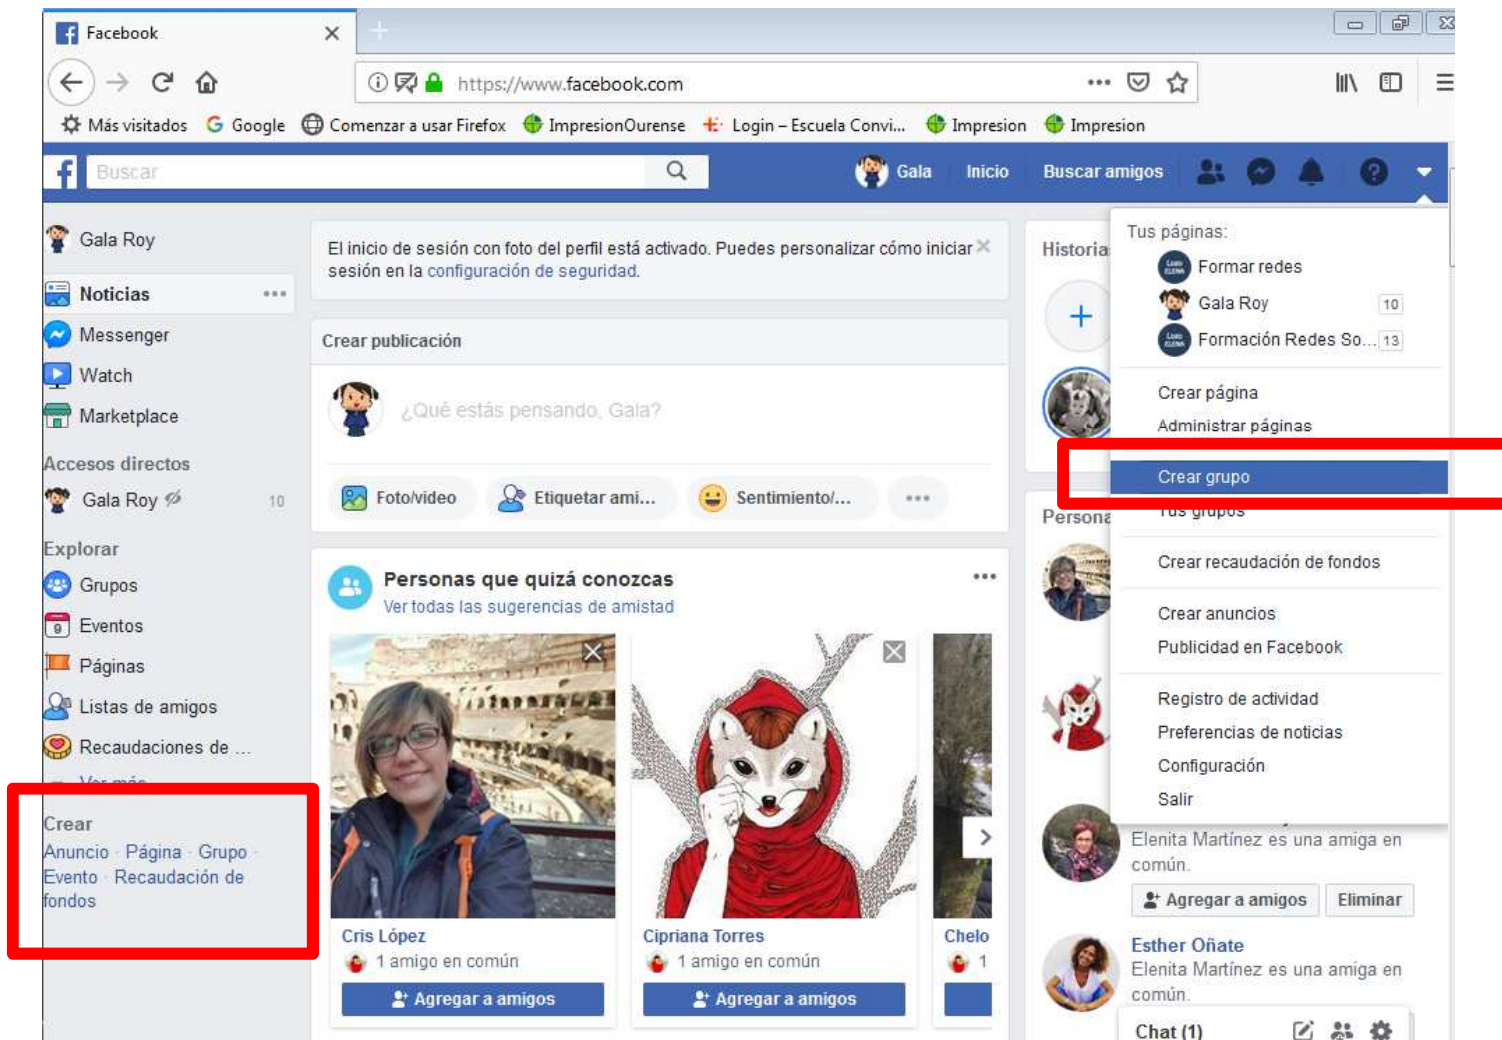 Facebook
https://www.facebook.com
Más visitados Google Comenzar a usar Firefox ImpresionOurense Login – Escuela Convi... Impresion Impresion
Buscar Gala Inicio Buscar amigos
Gala Roy
Noticias
Messenger
Watch
Marketplace
Accesos directos
Gala Roy 10
Explorar
Grupos
Eventos
Páginas
Listas de amigos
Recaudaciones de ...
Ver más
Crear
Anuncio · Página · Grupo ·
Evento · Recaudación de
fondos
El inicio de sesión con foto del perfil está activado. Puedes personalizar cómo iniciar
sesión en la configuración de seguridad.
Crear publicación
¿Qué estás pensando, Gala?
Foto/video Etiquetar ami... Sentimiento/...
Personas que quizá conozcas
Ver todas las sugerencias de amistad
Cris López
1 amigo en común
Agregar a amigos
Cipriana Torres
1 amigo en común
Agregar a amigos
Chelo
1
Historia
Persona
Tus páginas:
Formar redes
Gala Roy 10
Formación Redes So... 13
Crear página
Administrar páginas
Crear grupo
Tus grupos
Crear recaudación de fondos
Crear anuncios
Publicidad en Facebook
Registro de actividad
Preferencias de noticias
Configuración
Salir
Elenita Martínez es una amiga en
común.
Agregar a amigos Eliminar
Esther Oñate
Elenita Martínez es una amiga en
común.
Chat (1)